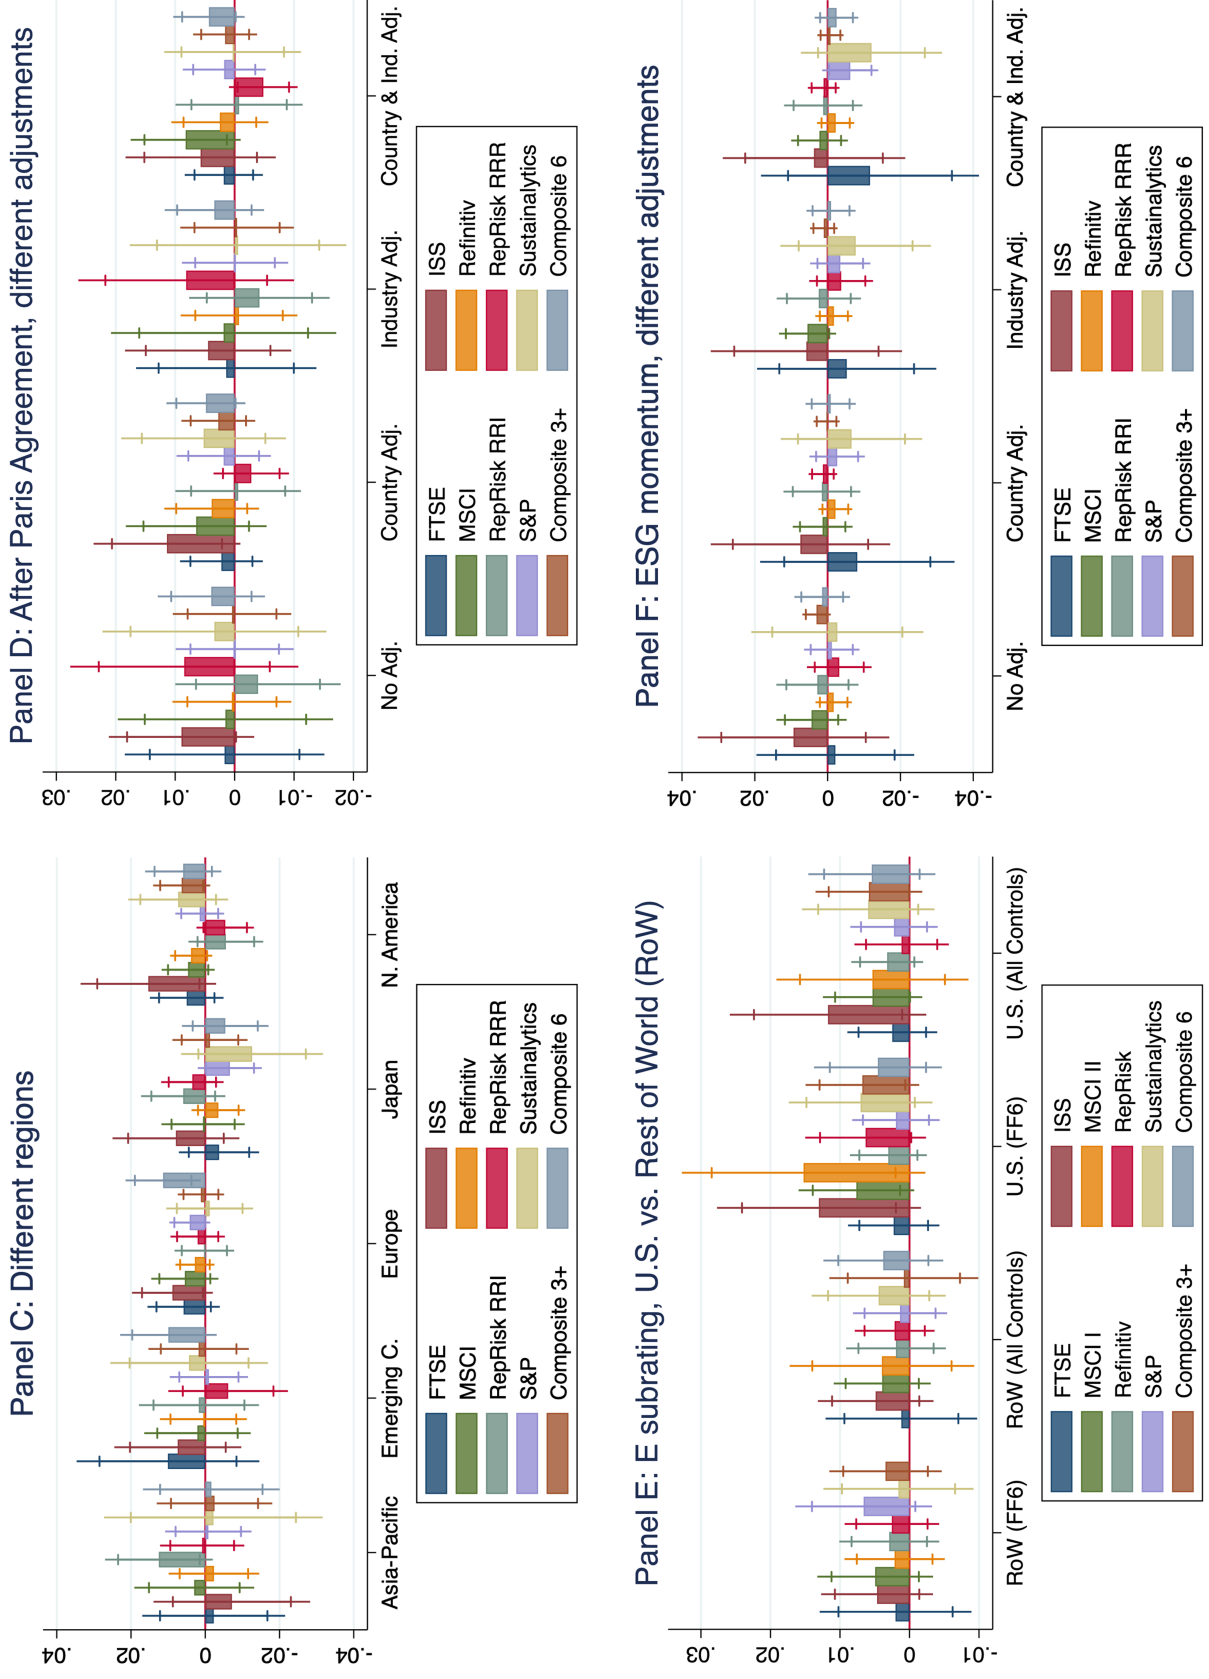 Panel C: Different regions
.04
.02
0
-.02
-.04
Asia-Pacific
Emerging C.
Europe
Japan
N. America
FTSE
ISS
MSCI
Refinitiv
RepRisk RRI
RepRisk RRR
S&P
Sustainalytics
Composite 3+
Composite 6
Panel D: After Paris Agreement, different adjustments
.03
.02
.01
0
-.01
-.02
No Adj.
Country Adj.
Industry Adj.
Country & Ind. Adj.
FTSE
ISS
MSCI
Refinitiv
RepRisk RRI
RepRisk RRR
S&P
Sustainalytics
Composite 3+
Composite 6
Panel E: E subrating, U.S. vs. Rest of World (RoW)
.03
.02
.01
0
-.01
RoW (FF6)
RoW (All Controls)
U.S. (FF6)
U.S. (All Controls)
FTSE
ISS
MSCI I
MSCI II
Refinitiv
RepRisk
S&P
Sustainalytics
Composite 3+
Composite 6
Panel F: ESG momentum, different adjustments
.04
.02
0
-.02
-.04
No Adj.
Country Adj.
Industry Adj.
Country & Ind. Adj.
FTSE
ISS
MSCI
Refinitiv
RepRisk RRI
RepRisk RRR
S&P
Sustainalytics
Composite 3+
Composite 6